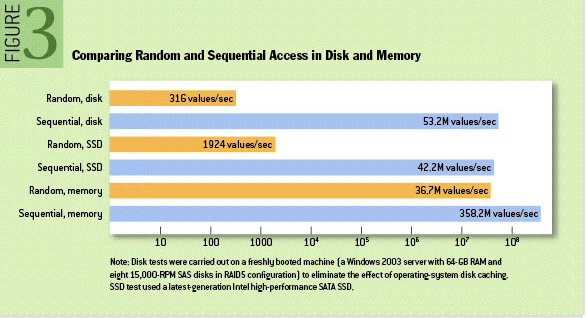 FIGURE 3
Comparing Random and Sequential Access in Disk and Memory
Random, disk 316 values/sec
Sequential, disk 53.2M values/sec
Random, SSD 1924 values/sec
Sequential, SSD 42.2M values/sec
Random, memory 36.7M values/sec
Sequential, memory 358.2M values/sec
10 100 1000 10⁴ 10⁵ 10⁶ 10⁷ 10⁸
Note: Disk tests were carried out on a freshly booted machine (a Windows 2003 server with 64-GB RAM and
eight 15,000-RPM SAS disks in RAID5 configuration) to eliminate the effect of operating-system disk caching.
SSD test used a latest-generation Intel high-performance SATA SSD.